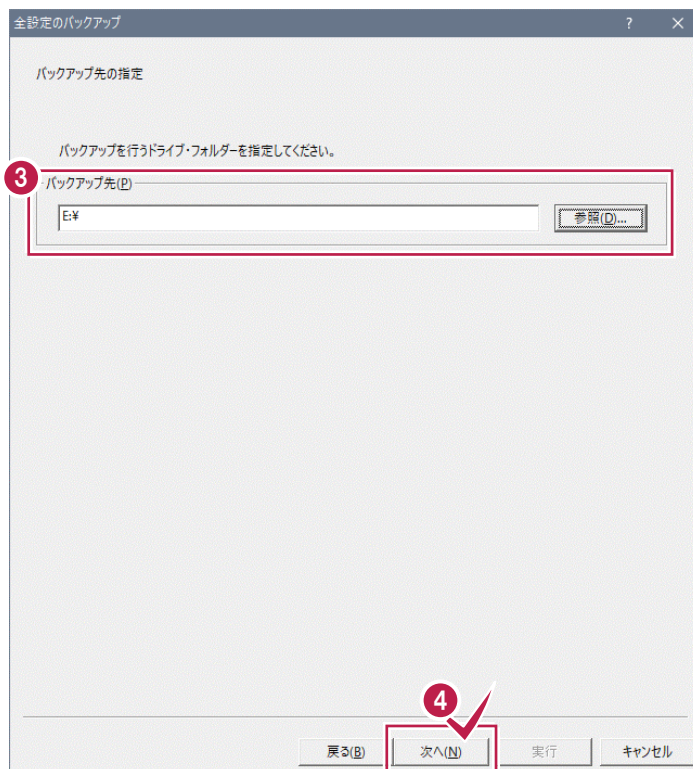 全設定のバックアップ ? ×
バックアップ先の指定
バックアップを行うドライブ・フォルダーを指定してください。
3
バックアップ先(P)
E:¥ 参照(D)...
4
戻る(B) 次へ(N) 実行 キャンセル